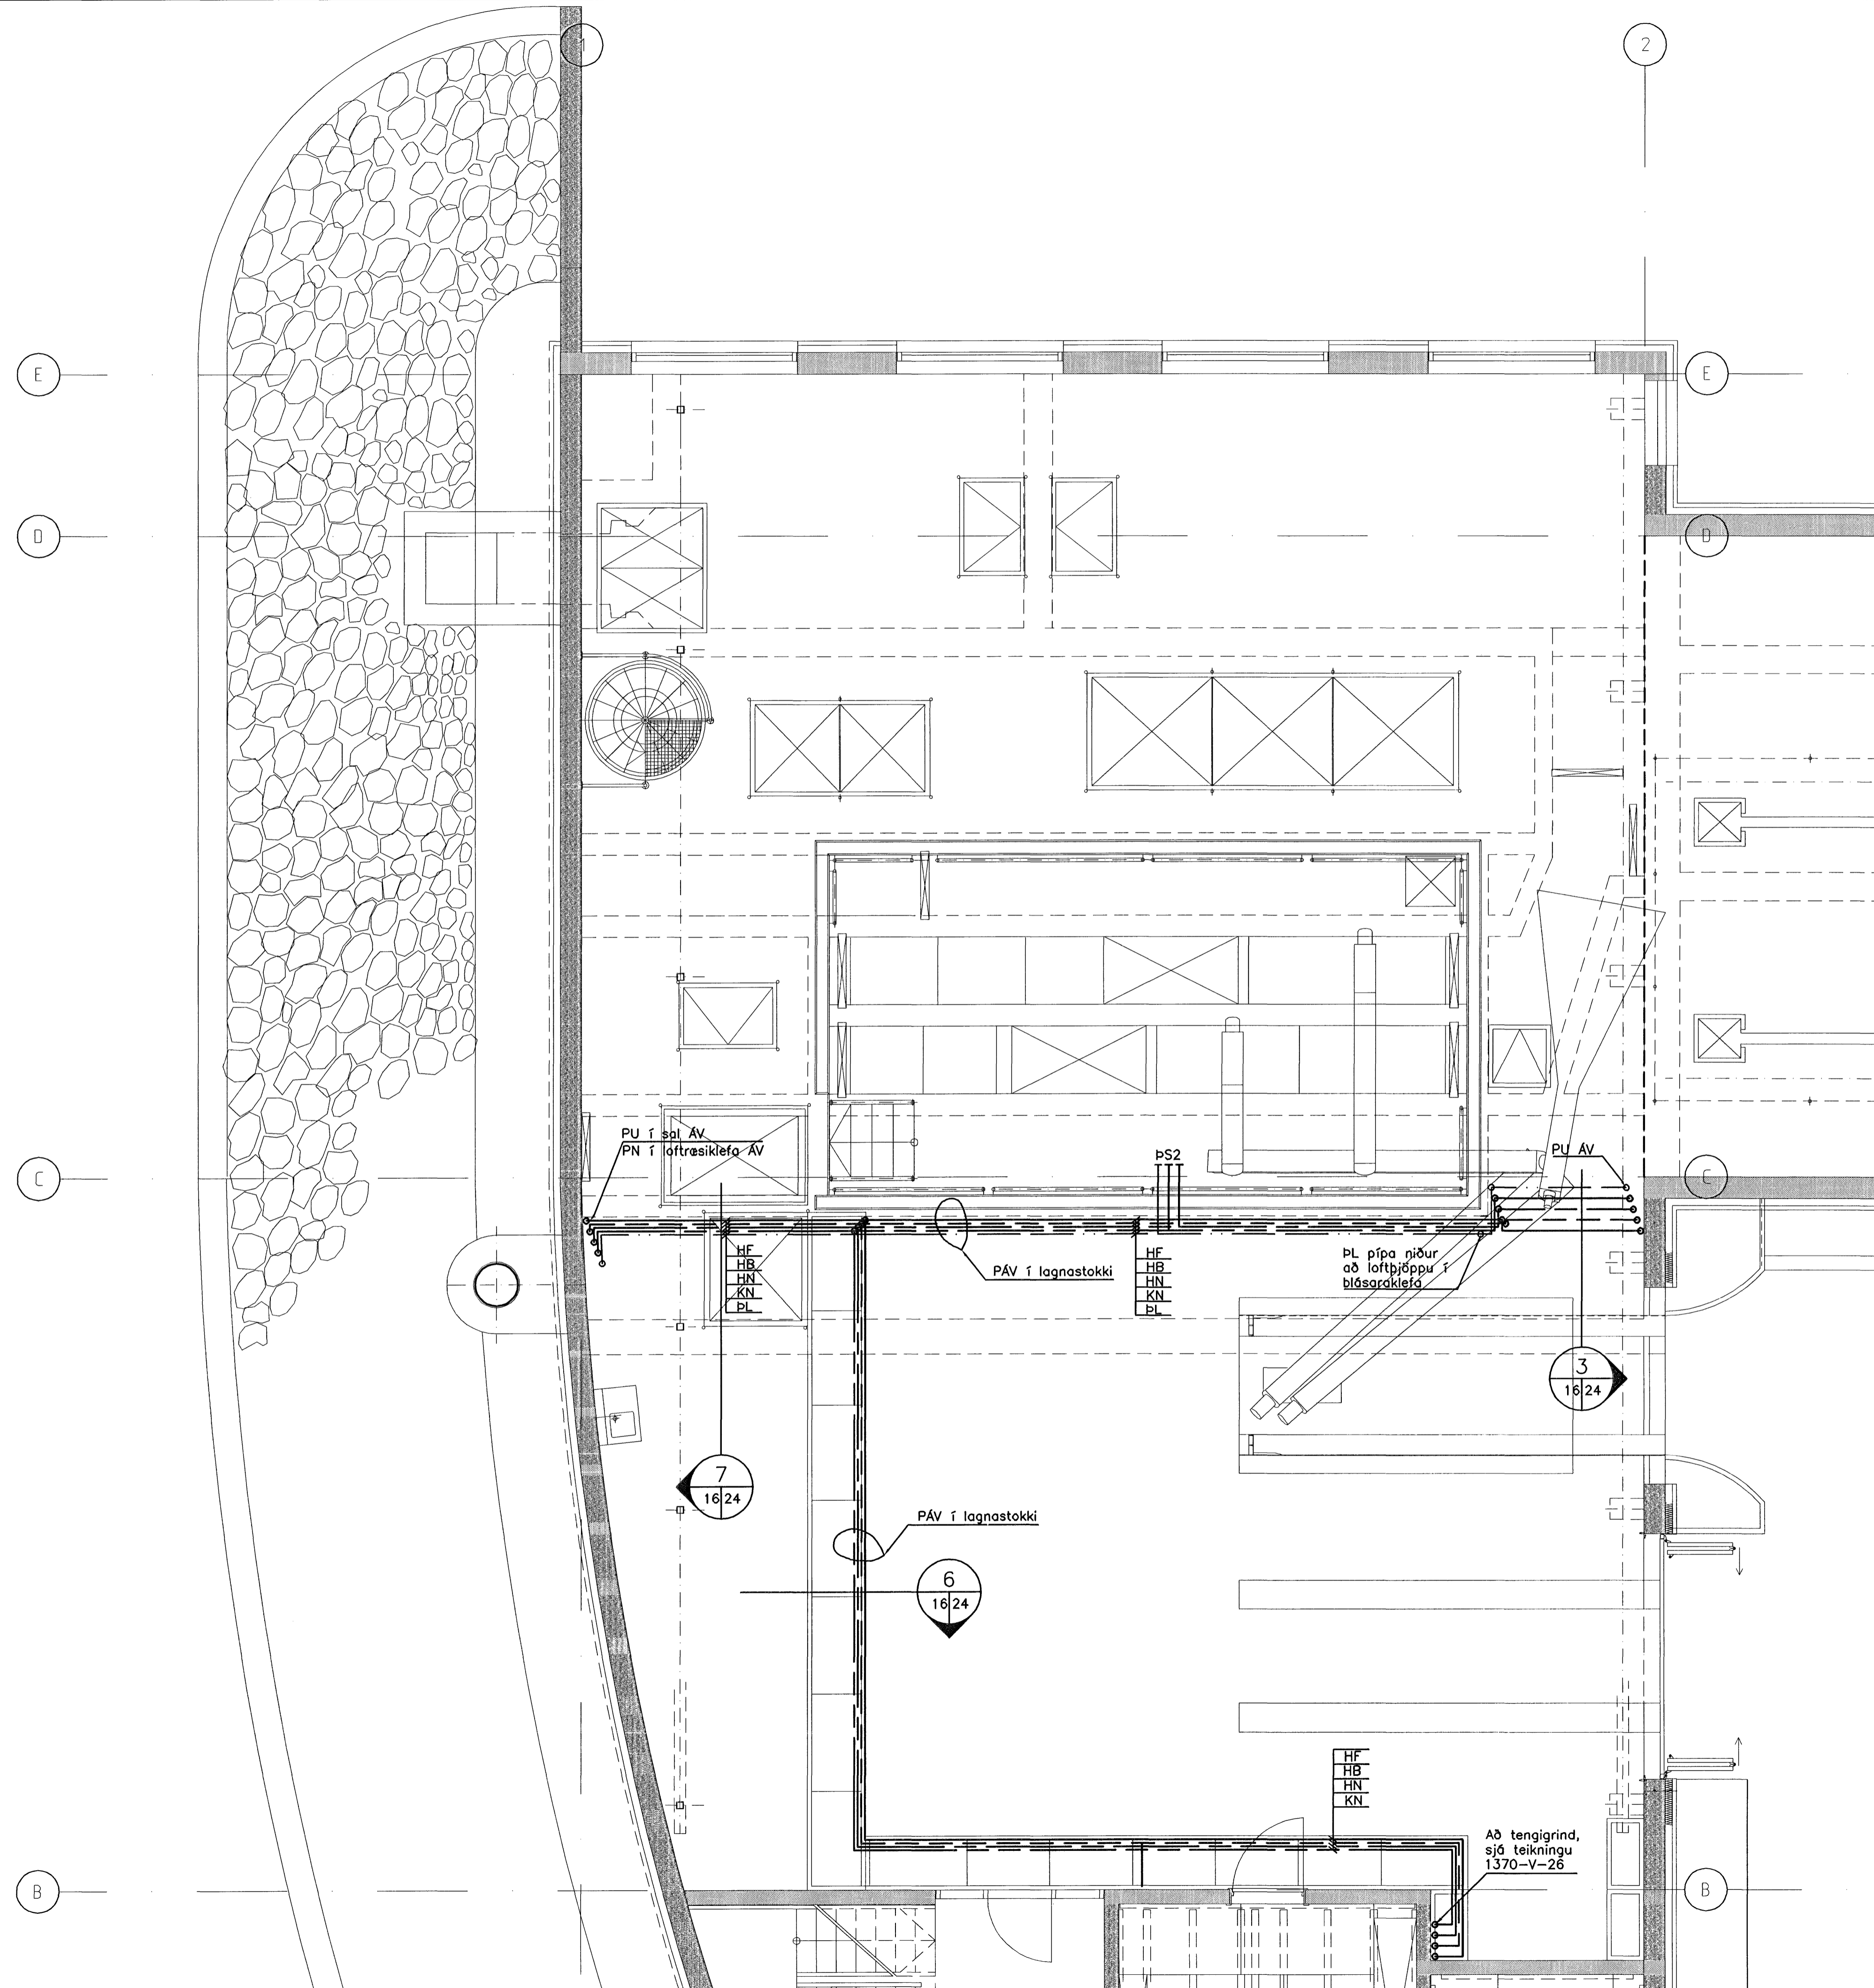 1
2
E
E
D
D
PU í sal ÁV
PN í loftræsiklefa ÁV
ÞS2
PU ÁV
C
C
HF
HB
HN
KN
ÞL
PÁV í lagnastokki
HF
HB
HN
KN
ÞL
ÞL pípa niður
að loftþjöppu í
blásaraklefa
3
16 24
7
16 24
PÁV í lagnastokki
6
16 24
HF
HB
HN
KN
Að tengigrind,
sjá teikningu
1370-V-26
B
B